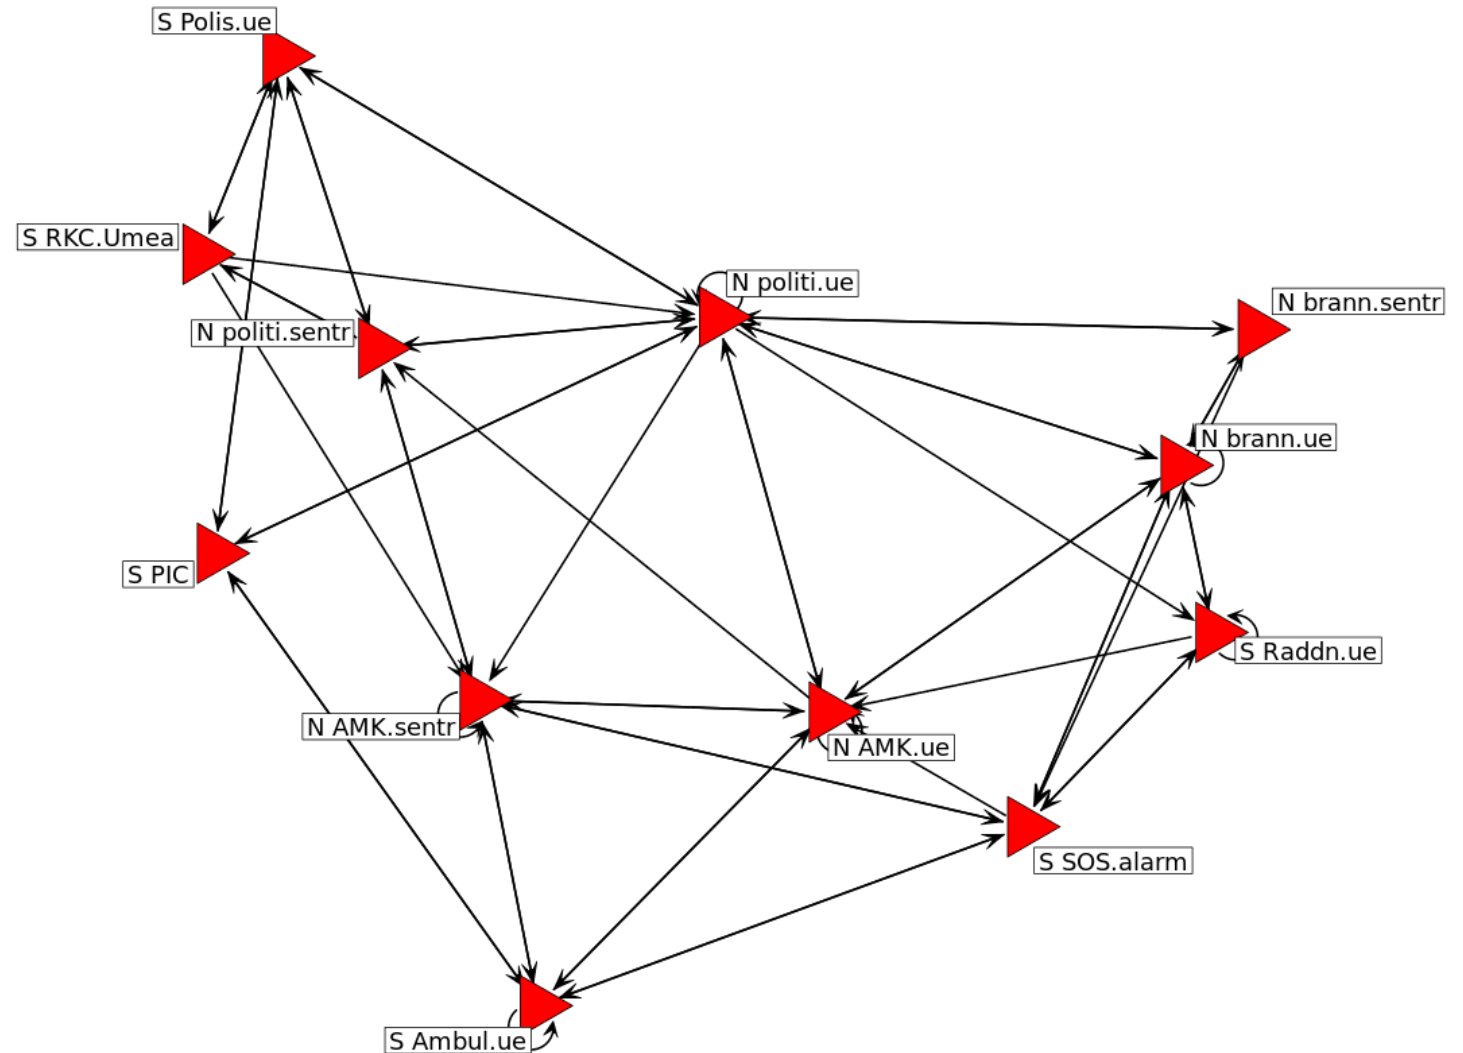 S Polis.ue
S RKC.Umea
N politi.ue
N brann.sentr
N politi.sentr
N brann.ue
S PIC
S Raddn.ue
N AMK.sentr
N AMK.ue
S SOS.alarm
S Ambul.ue